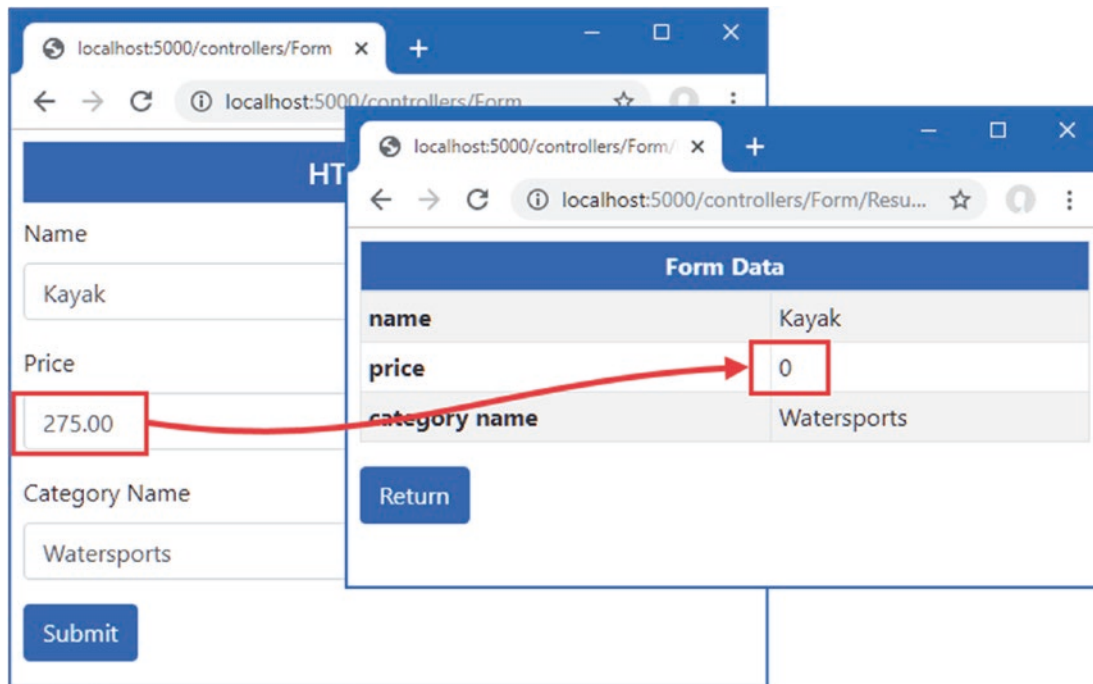 localhost:5000/controllers/Form
localhost:5000/controllers/Form
HT
Name
Kayak
Price
275.00
Category Name
Watersports
Submit
localhost:5000/controllers/Form/
localhost:5000/controllers/Form/Resu...
Form Data
name Kayak
price 0
category name Watersports
Return